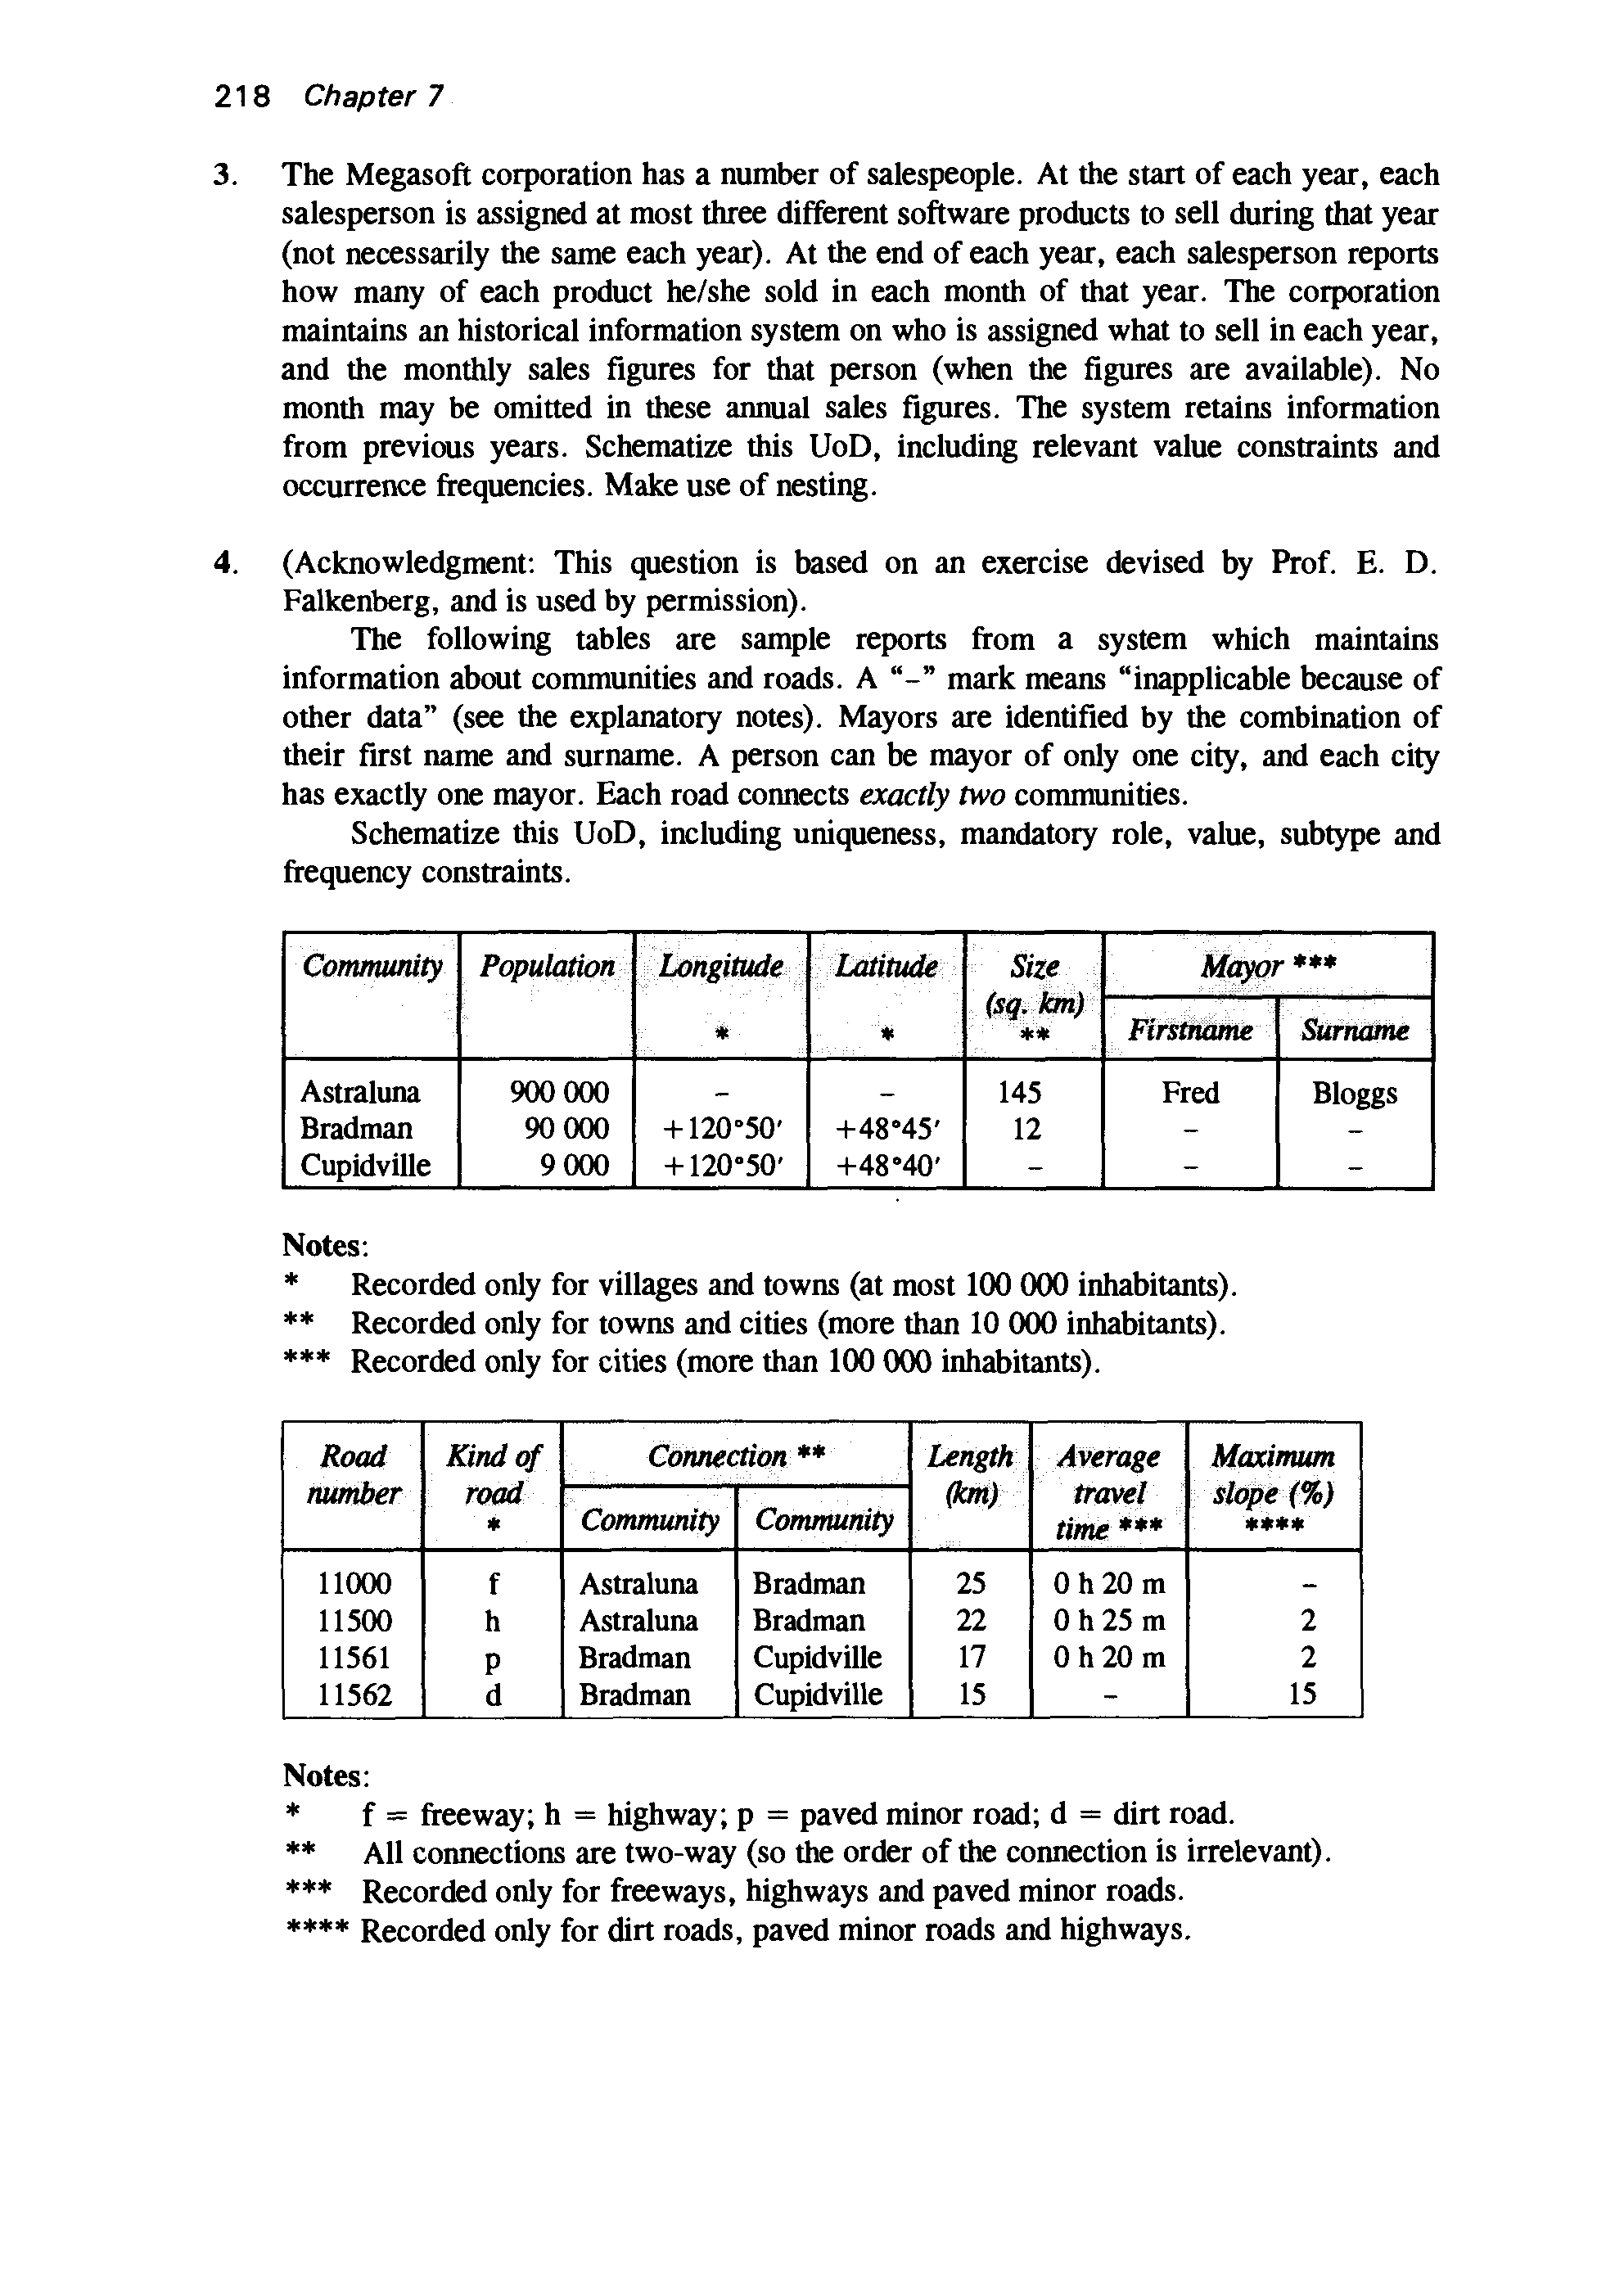 218 Chapter 7
3. The Megasoft corporation has a number of salespeople. At the start of each year, each
salesperson is assigned at most three different software products to sell during that year
(not necessarily the same each year). At the end of each year, each salesperson reports
how many of each product he/she sold in each month of that year. The corporation
maintains an historical information system on who is assigned what to sell in each year,
and the monthly sales figures for that person (when the figures are available). No
month may be omitted in these annual sales figures. The system retains information
from previous years. Schematize this UoD, including relevant value constraints and
occurrence frequencies. Make use of nesting.
4. (Acknowledgment: This question is based on an exercise devised by Prof. E. D.
Falkenberg, and is used by permission).
The following tables are sample reports from a system which maintains
information about communities and roads. A “–” mark means “inapplicable because of
other data” (see the explanatory notes). Mayors are identified by the combination of
their first name and surname. A person can be mayor of only one city, and each city
has exactly one mayor. Each road connects exactly two communities.
Schematize this UoD, including uniqueness, mandatory role, value, subtype and
frequency constraints.
Community Population Longitude Latitude Size Mayor ***
(sq. km)
* * ** Firstname Surname
Astraluna 900 000 – – 145 Fred Bloggs
Bradman 90 000 +120°50′ +48°45′ 12 – –
Cupidville 9 000 +120°50′ +48°40′ – – –
Notes:
* Recorded only for villages and towns (at most 100 000 inhabitants).
** Recorded only for towns and cities (more than 10 000 inhabitants).
*** Recorded only for cities (more than 100 000 inhabitants).
Road Kind of Connection ** Length Average Maximum
number road (km) travel slope (%)
* Community Community time *** ****
11000 f Astraluna Bradman 25 0 h 20 m –
11500 h Astraluna Bradman 22 0 h 25 m 2
11561 p Bradman Cupidville 17 0 h 20 m 2
11562 d Bradman Cupidville 15 – 15
Notes:
* f = freeway; h = highway; p = paved minor road; d = dirt road.
** All connections are two-way (so the order of the connection is irrelevant).
*** Recorded only for freeways, highways and paved minor roads.
**** Recorded only for dirt roads, paved minor roads and highways.